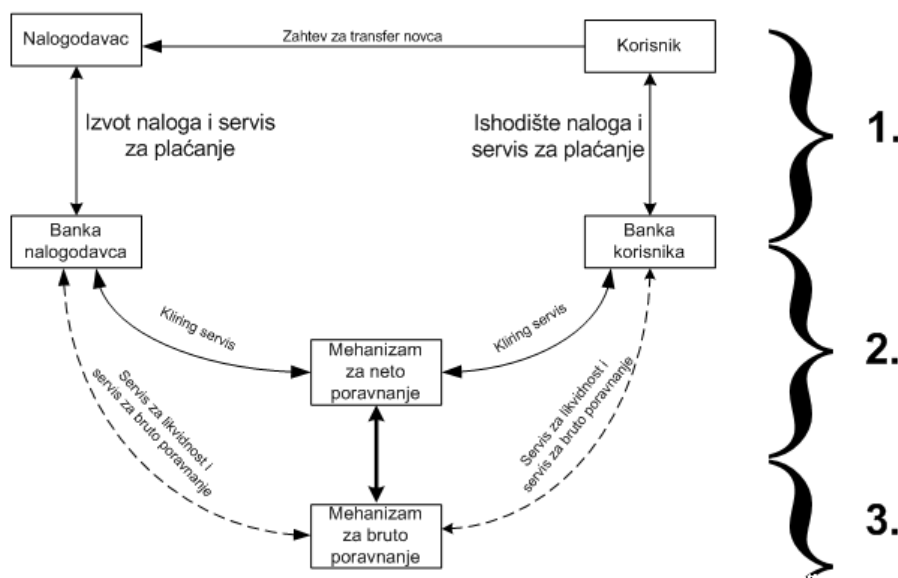 Nalogodavac
Zahtev za transfer novca
Korisnik
Izvot naloga i servis
za plaćanje
Ishodište naloga i
servis za plaćanje
1.
Banka
nalogodavca
Banka
korisnika
Kliring servis
Kliring servis
Mehanizam
za neto
poravnanje
2.
Servis za likvidnost i
servis za bruto poravnanje
Servis za likvidnost i
servis za bruto poravnanje
Mehanizam
za bruto
poravnanje
3.